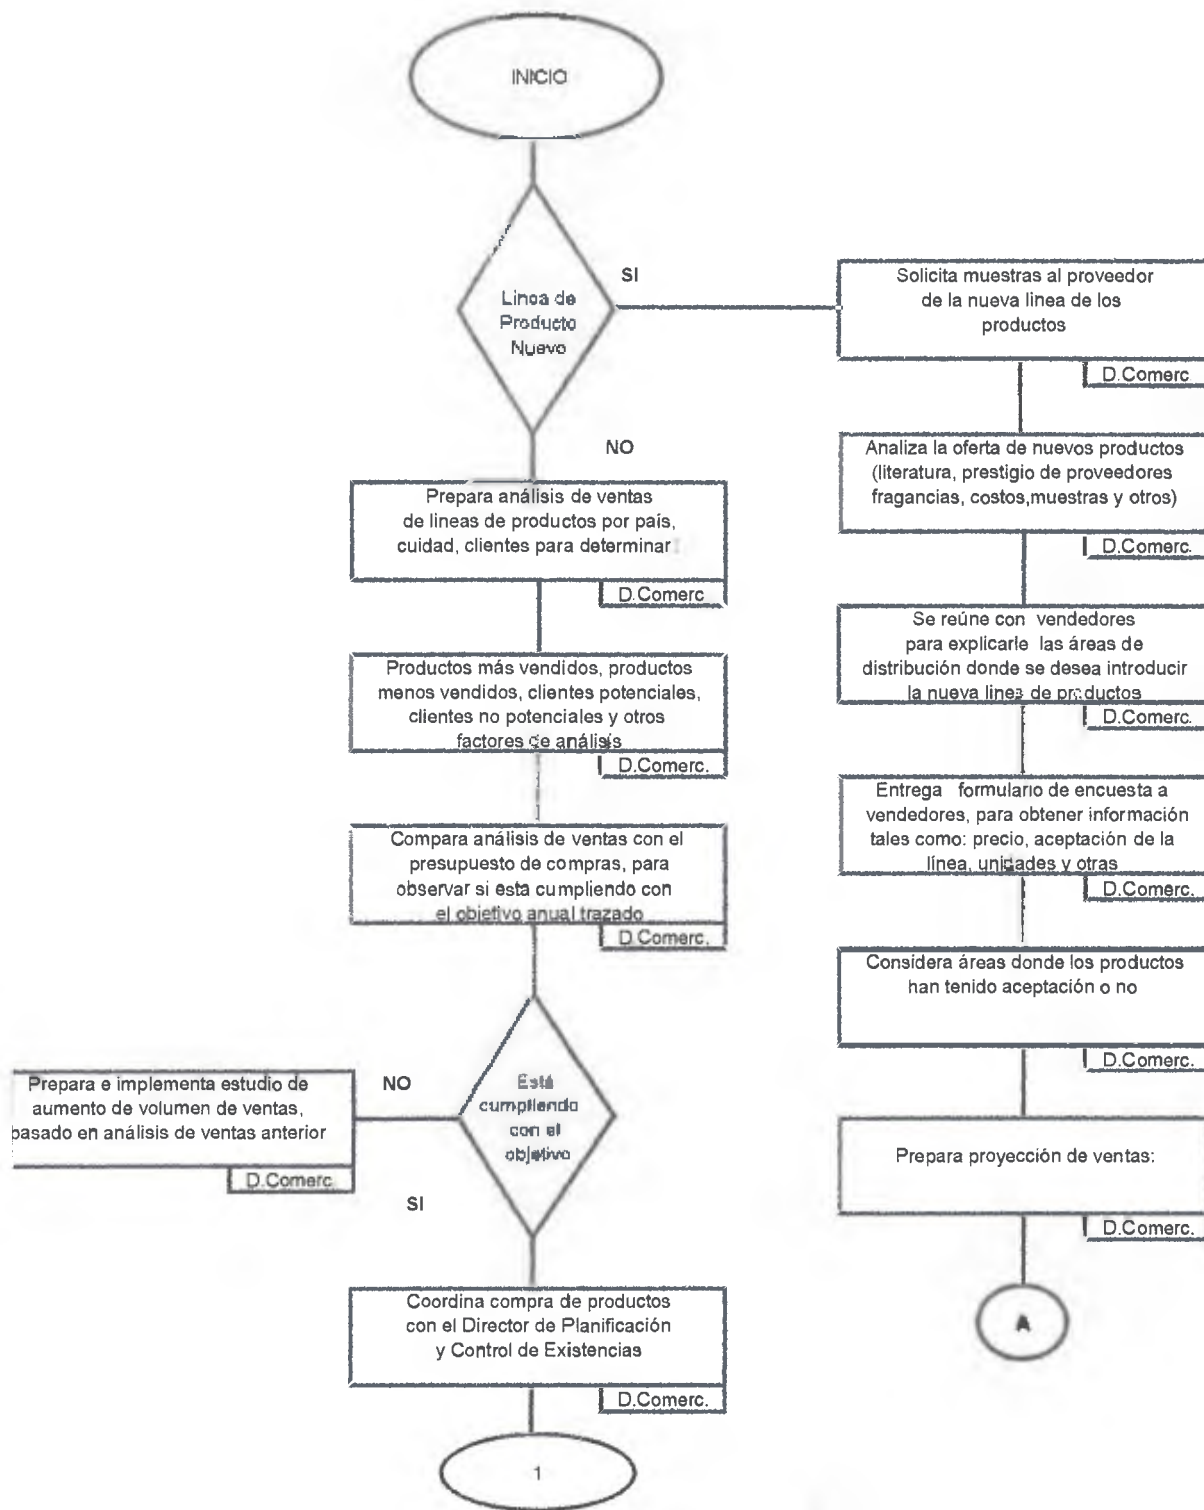 INICIO
Linea de
Producto
Nuevo
SI
NO
Solicita muestras al proveedor
de la nueva linea de los
productos
D.Comerc
Analiza la oferta de nuevos productos
(literatura, prestigio de proveedores
fragancias, costos,muestras y otros)
D.Comerc.
Se reúne con vendedores
para explicarle las áreas de
distribución donde se desea introducir
la nueva linea de productos
D.Comerc.
Entrega formulario de encuesta a
vendedores, para obtener información
tales como: precio, aceptación de la
línea, unidades y otras
D.Comerc.
Considera áreas donde los productos
han tenido aceptación o no
D.Comerc.
Prepara proyección de ventas:
D.Comerc.
A
Prepara análisis de ventas
de lineas de productos por país,
cuidad, clientes para determinar
D.Comerc
Productos más vendidos, productos
menos vendidos, clientes potenciales,
clientes no potenciales y otros
factores de análisis
D.Comerc.
Compara análisis de ventas con el
presupuesto de compras, para
observar si esta cumpliendo con
el objetivo anual trazado
D.Comerc.
Está
cumpliendo
con el
objetivo
NO
Prepara e implementa estudio de
aumento de volumen de ventas,
basado en análisis de ventas anterior
D.Comerc.
SI
Coordina compra de productos
con el Director de Planificación
y Control de Existencias
D.Comerc.
1